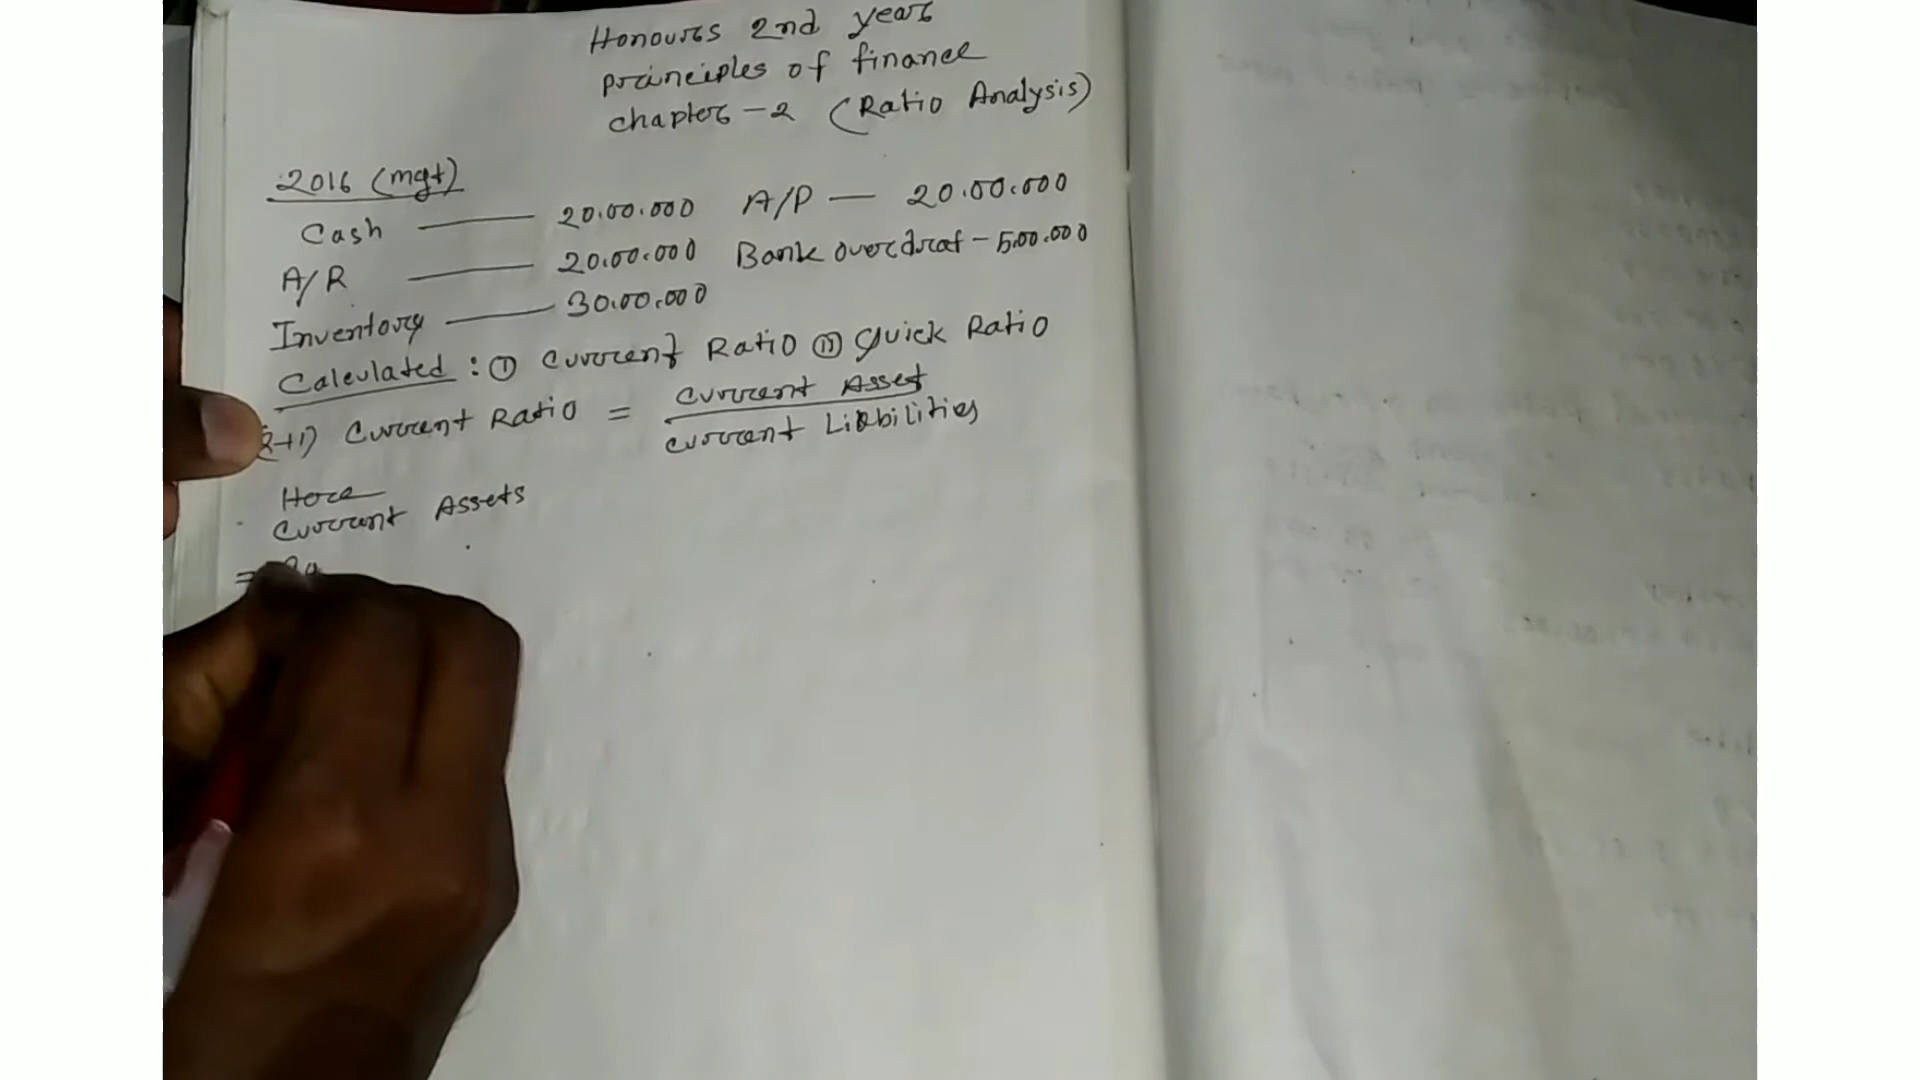 Honours 2nd year
principles of finance
chapter - 2 (Ratio Analysis)
2016 (mgt)
Cash — 20,00,000 A/P — 20,00,000
A/R — 20,00,000 Bank overdraf - 5,00,000
Inventory — 30,00,000
Calculated : (i) Current Ratio (ii) Quick Ratio
Current Ratio = Current Asset
Current Liabilities
Here
Current Assets
=